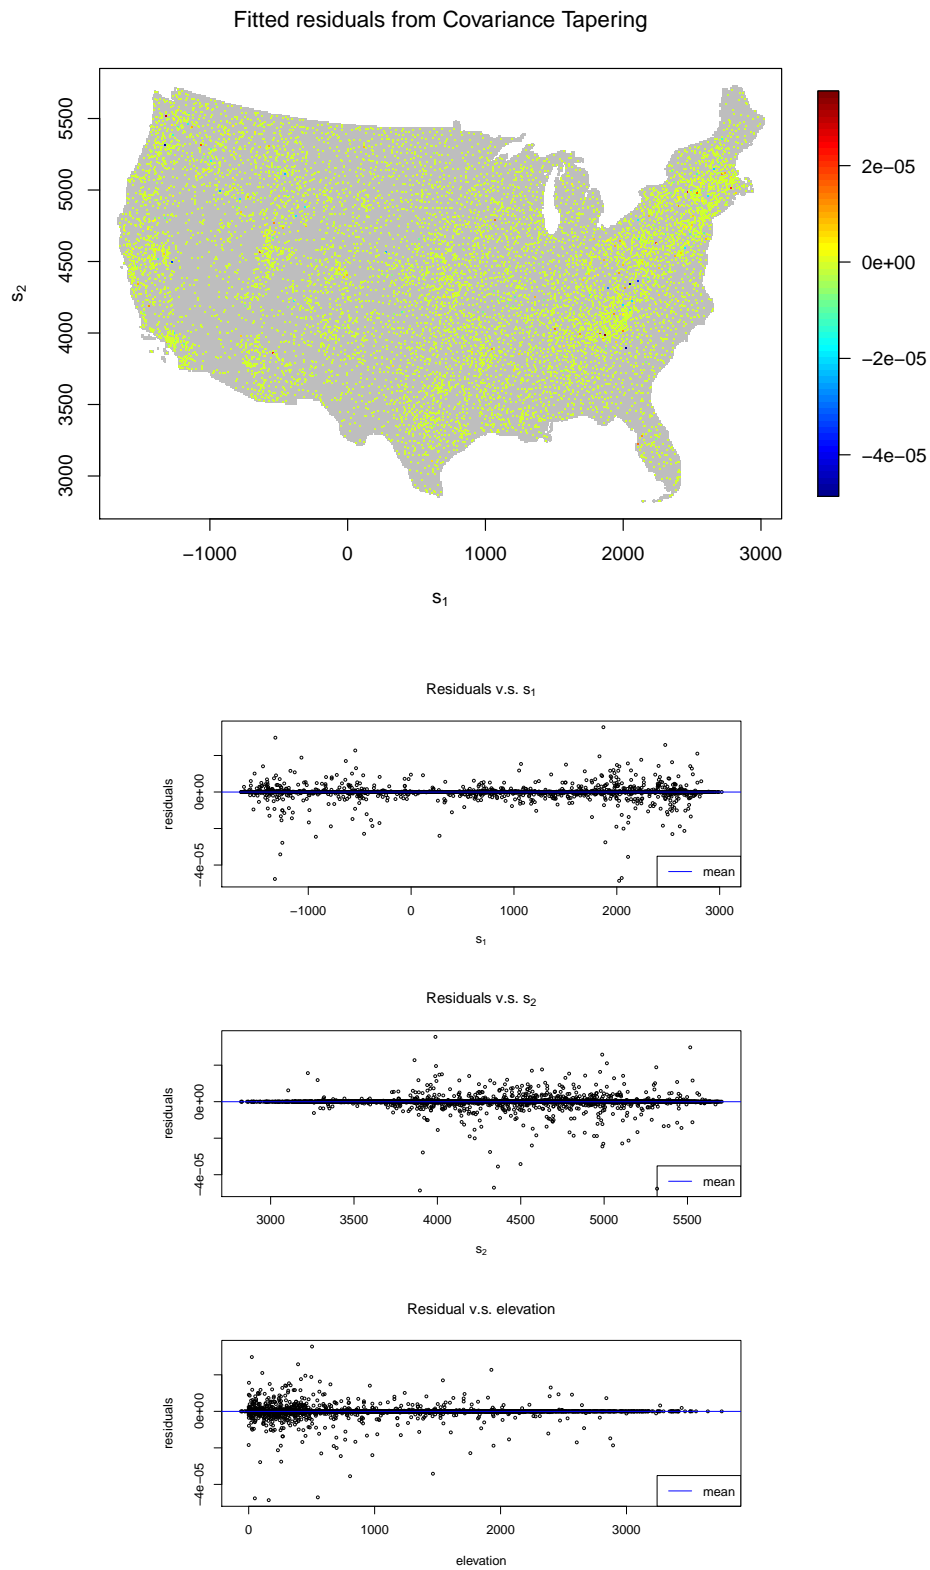 Fitted residuals from Covariance Tapering
5500
5000
4500
4000
3500
3000
s₂
−1000 0 1000 2000 3000
s₁
2e−05
0e+00
−2e−05
−4e−05
Residuals v.s. s₁
residuals
0e+00
−4e−05
mean
−1000 0 1000 2000 3000
s₁
Residuals v.s. s₂
residuals
0e+00
−4e−05
mean
3000 3500 4000 4500 5000 5500
s₂
Residual v.s. elevation
residuals
0e+00
−4e−05
mean
0 1000 2000 3000
elevation